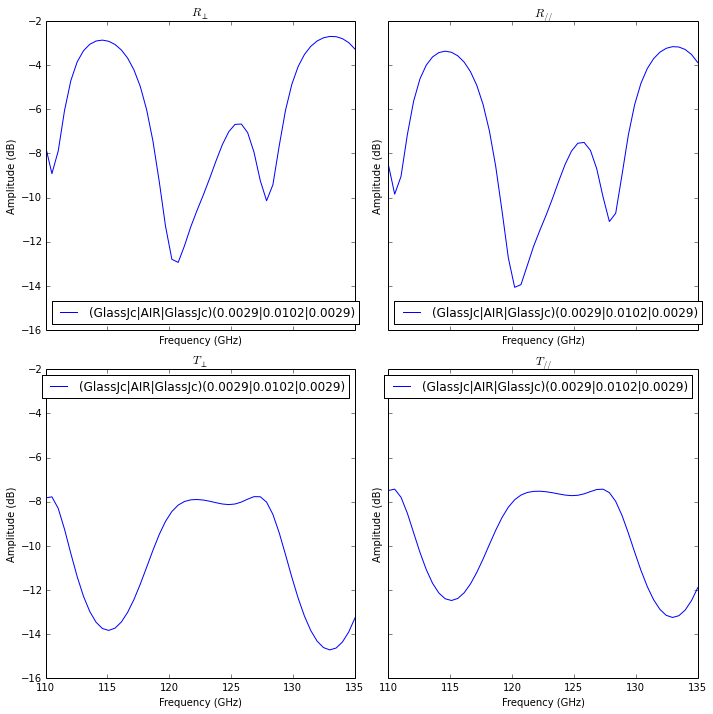 R⊥
−2
−4
−6
−8
−10
−12
−14
−16
Amplitude (dB)
(GlassJc|AIR|GlassJc)(0.0029|0.0102|0.0029)
Frequency (GHz)
R//
Amplitude (dB)
(GlassJc|AIR|GlassJc)(0.0029|0.0102|0.0029)
Frequency (GHz)
T⊥
−2
−4
−6
−8
−10
−12
−14
−16
Amplitude (dB)
(GlassJc|AIR|GlassJc)(0.0029|0.0102|0.0029)
110 115 120 125 130 135
Frequency (GHz)
T//
Amplitude (dB)
(GlassJc|AIR|GlassJc)(0.0029|0.0102|0.0029)
110 115 120 125 130 135
Frequency (GHz)